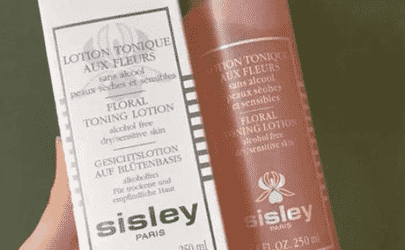 LOTION TONIQUE
AUX FLEURS
sans alcool
peaux sèches et sensibles
FLORAL
TONING LOTION
alcohol free
dry/sensitive skin
GESICHTSLOTION
AUF BLÜTENBASIS
alkoholfrei
Für trockene und
empfindliche Haut
sisley
PARIS
250 ml
LOTION TONIQUE
AUX FLEURS
sans alcool
peaux sèches
et sensibles
FLORAL
TONING LOTION
alcohol free
dry/sensitive skin
sisley
PARIS
FL.OZ. 250 ml